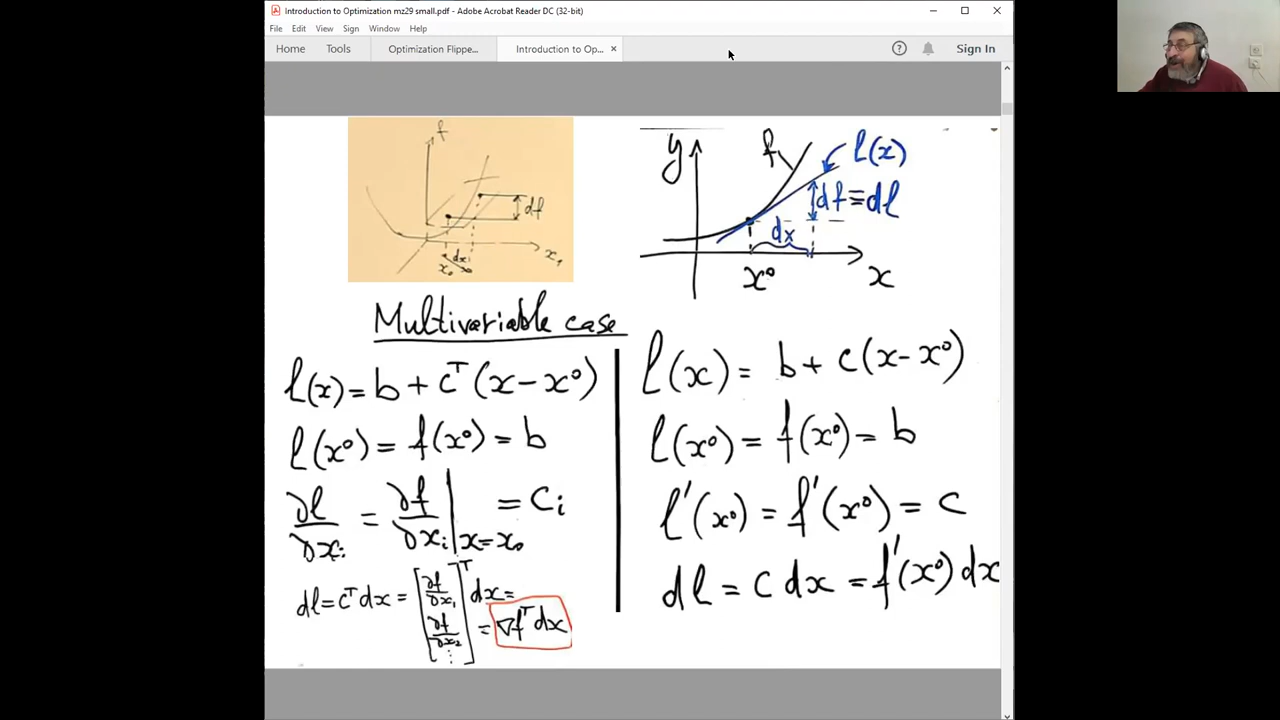 Introduction to Optimization mz29 small.pdf - Adobe Acrobat Reader DC (32-bit)
File Edit View Sign Window Help
Home Tools Optimization Flippe... Introduction to Op... × Sign In
f
df
dx₁
x₀
x₁
y
f
l(x)
df≡dl
dx
x⁰
x
Multivariable case
l(x) = b + cᵀ(x-x⁰)
l(x⁰) = f(x⁰) = b
∂l/∂xᵢ = ∂f/∂xᵢ|x=x₀ = cᵢ
dl = cᵀdx = [∂f/∂x₁ ∂f/∂x₂ ⋮]ᵀ dx =
= ∇fᵀdx
l(x) = b + c(x-x⁰)
l(x⁰) = f(x⁰) = b
l'(x⁰) = f'(x⁰) = c
dl = c dx = f'(x⁰) dx